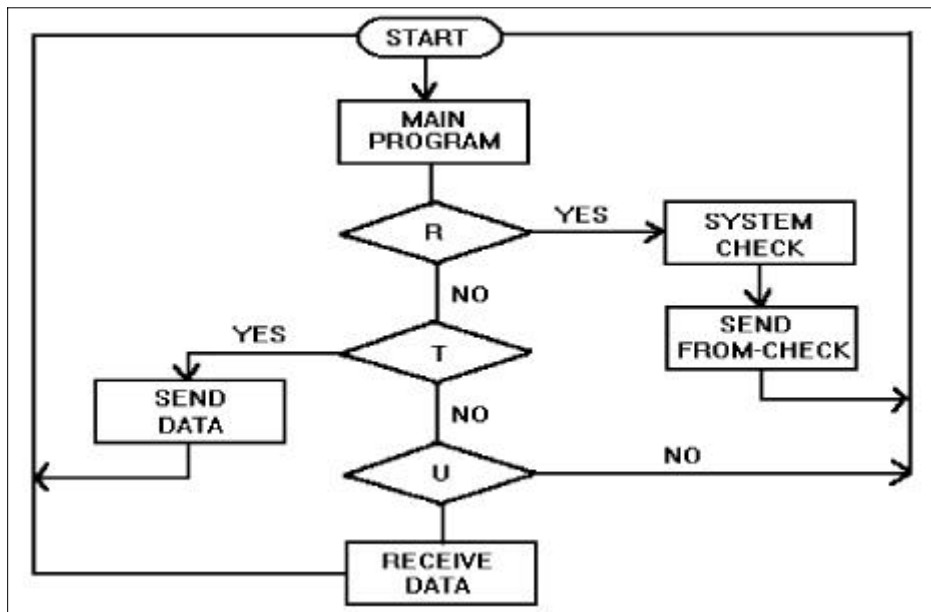 START
MAIN
PROGRAM
R
YES
SYSTEM
CHECK
NO
SEND
FROM-CHECK
YES
T
SEND
DATA
NO
U
NO
RECEIVE
DATA